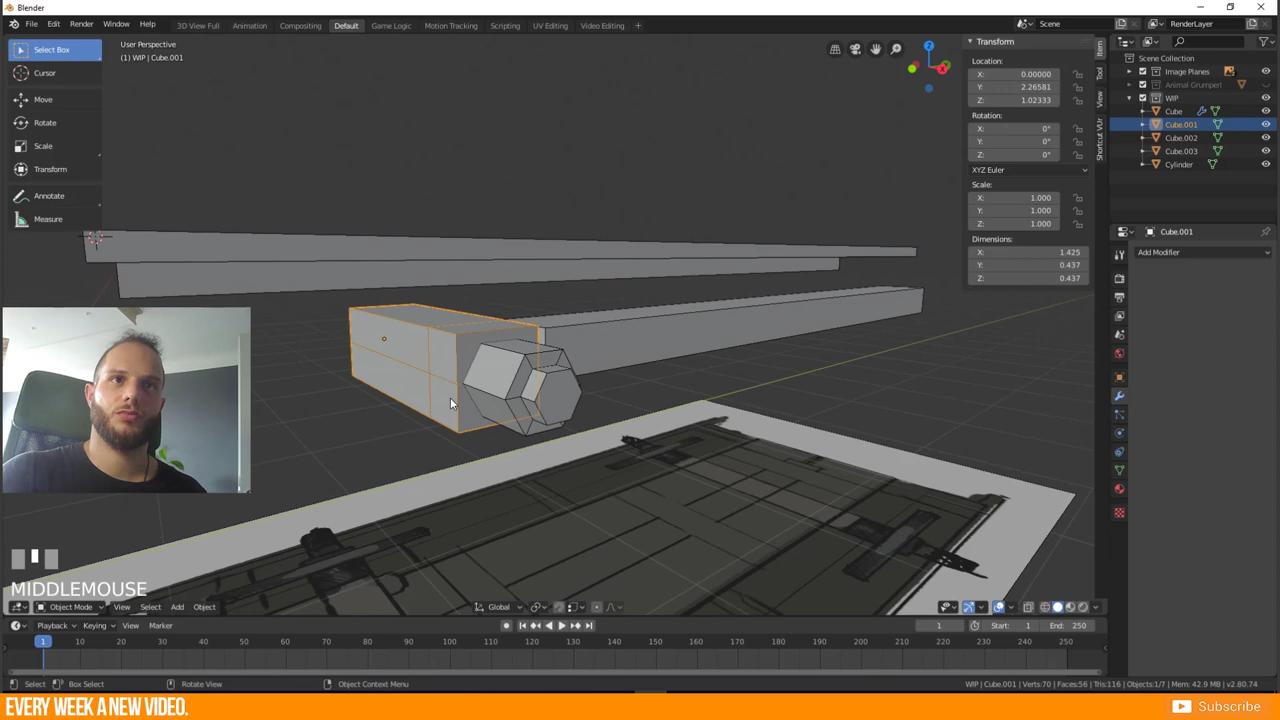 Blender
File Edit Render Window Help 3D View Full Animation Compositing Default Game Logic Motion Tracking Scripting UV Editing Video Editing + Scene RenderLayer
Select Box
Cursor
Move
Rotate
Scale
Transform
Annotate
Measure
User Perspective
(1) WIP | Cube.001
Z
X
Transform
Location:
X: 0.00000
Y: 2.26581
Z: 1.02333
Rotation:
X: 0°
Y: 0°
Z: 0°
XYZ Euler
Scale:
X: 1.000
Y: 1.000
Z: 1.000
Dimensions:
X: 1.425
Y: 0.437
Z: 0.437
Item
Tool
View
Shortcut VUr
Scene Collection
Image Planes
Animal Grumperl
WIP
Cube
Cube.001
Cube.002
Cube.003
Cylinder
Cube.001
Add Modifier
MIDDLEMOUSE
Object Mode View Select Add Object Global
Playback Keying View Marker 1 Start: 1 End: 250
1 10 20 30 40 50 60 70 80 90 100 110 120 130 140 150 160 170 180 190 200 210 220 230 240 250
Select Box Select Rotate View Object Context Menu WIP | Cube.001 | Verts:70 | Faces:56 | Tris:116 | Objects:1/7 | Mem: 42.9 MB | v2.80.74
EVERY WEEK A NEW VIDEO. Subscribe